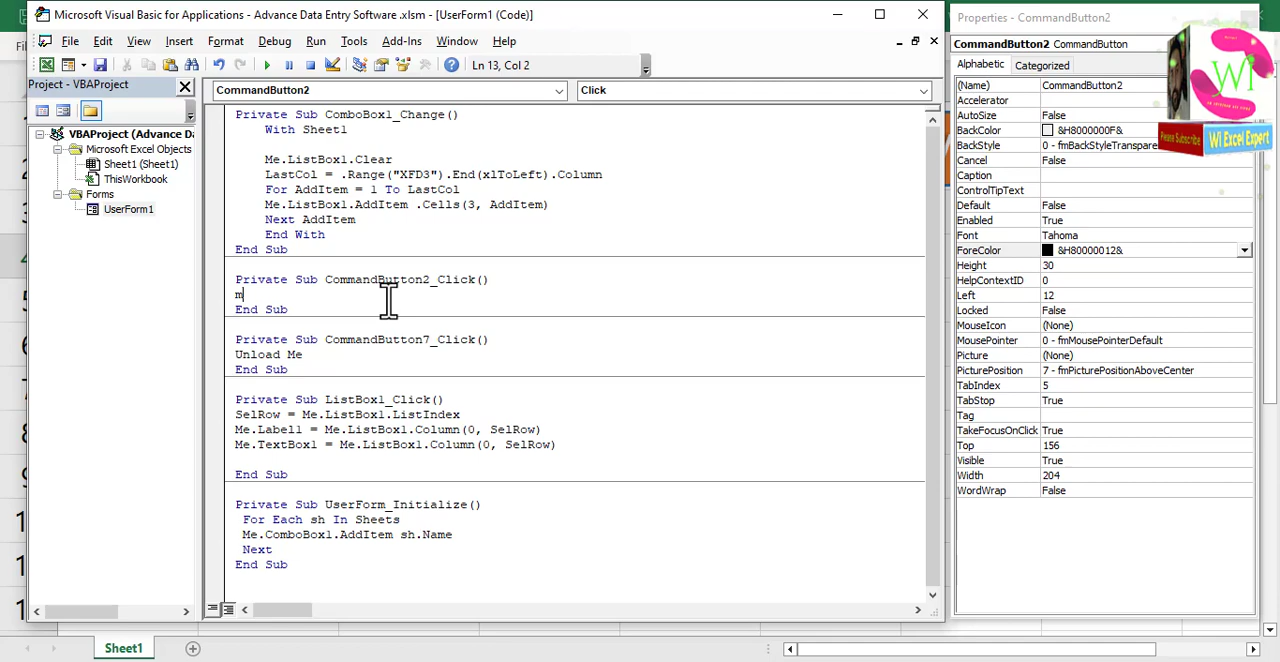 Microsoft Visual Basic for Applications - Advance Data Entry Software .xlsm - [UserForm1 (Code)]
File Edit View Insert Format Debug Run Tools Add-Ins Window Help
Ln 13, Col 2
Project - VBAProject
VBAProject (Advance Da
Microsoft Excel Objects
Sheet1 (Sheet1)
ThisWorkbook
Forms
UserForm1
CommandButton2
Click
Private Sub ComboBox1_Change()
With Sheet1
Me.ListBox1.Clear
LastCol = .Range("XFD3").End(xlToLeft).Column
For AddItem = 1 To LastCol
Me.ListBox1.AddItem .Cells(3, AddItem)
Next AddItem
End With
End Sub
Private Sub CommandButton2_Click()
m
End Sub
Private Sub CommandButton7_Click()
Unload Me
End Sub
Private Sub ListBox1_Click()
SelRow = Me.ListBox1.ListIndex
Me.Label1 = Me.ListBox1.Column(0, SelRow)
Me.TextBox1 = Me.ListBox1.Column(0, SelRow)
End Sub
Private Sub UserForm_Initialize()
For Each sh In Sheets
Me.ComboBox1.AddItem sh.Name
Next
End Sub
Properties - CommandButton2
CommandButton2 CommandButton
Alphabetic Categorized
(Name) CommandButton2
Accelerator
AutoSize False
BackColor &H8000000F&
BackStyle 0 - fmBackStyleTransparent
Cancel False
Caption
ControlTipText
Default False
Enabled True
Font Tahoma
ForeColor &H80000012&
Height 30
HelpContextID 0
Left 12
Locked False
MouseIcon (None)
MousePointer 0 - fmMousePointerDefault
Picture (None)
PicturePosition 7 - fmPicturePositionAboveCenter
TabIndex 5
TabStop True
Tag
TakeFocusOnClick True
Top 156
Visible True
Width 204
WordWrap False
Wi
Please Subscribe
WI Excel Expert
Sheet1